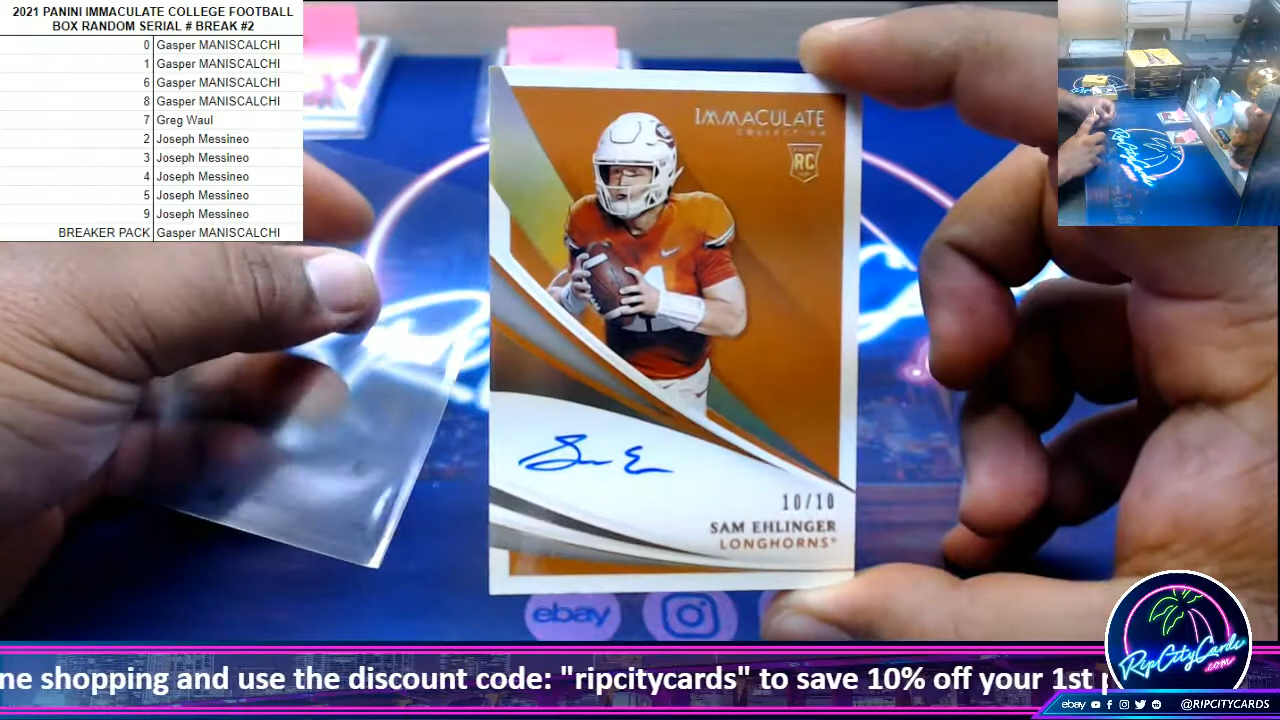 2021 PANINI IMMACULATE COLLEGE FOOTBALL
BOX RANDOM SERIAL # BREAK #2
0 Gasper MANISCALCHI
1 Gasper MANISCALCHI
6 Gasper MANISCALCHI
8 Gasper MANISCALCHI
7 Greg Waul
2 Joseph Messineo
3 Joseph Messineo
4 Joseph Messineo
5 Joseph Messineo
9 Joseph Messineo
BREAKER PACK Gasper MANISCALCHI
IMMACULATE
COLLECTION
RC
10/10
SAM EHLINGER
LONGHORNS
ebay
ne shopping and use the discount code: "ripcitycards" to save 10% off your 1st p
RipCityCards
.com
ebay @RIPCITYCARDS